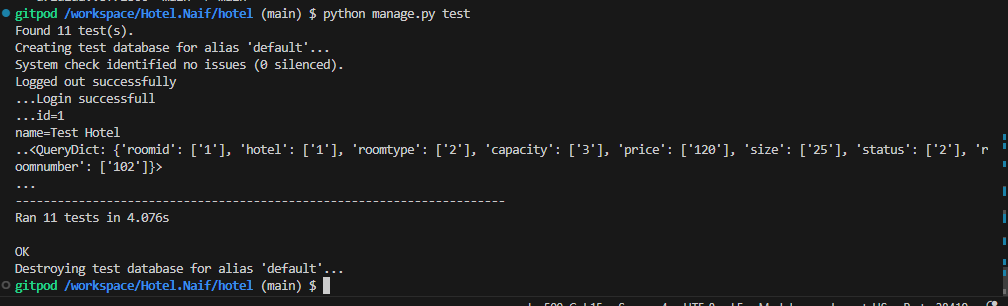 gitpod /workspace/Hotel.Naif/hotel (main) $ python manage.py test
Found 11 test(s).
Creating test database for alias 'default'...
System check identified no issues (0 silenced).
Logged out successfully
...Login successfull
...id=1
name=Test Hotel
..<QueryDict: {'roomid': ['1'], 'hotel': ['1'], 'roomtype': ['2'], 'capacity': ['3'], 'price': ['120'], 'size': ['25'], 'status': ['2'], 'r
oomnumber': ['102']}>
...
----------------------------------------------------------------------
Ran 11 tests in 4.076s
OK
Destroying test database for alias 'default'...
gitpod /workspace/Hotel.Naif/hotel (main) $